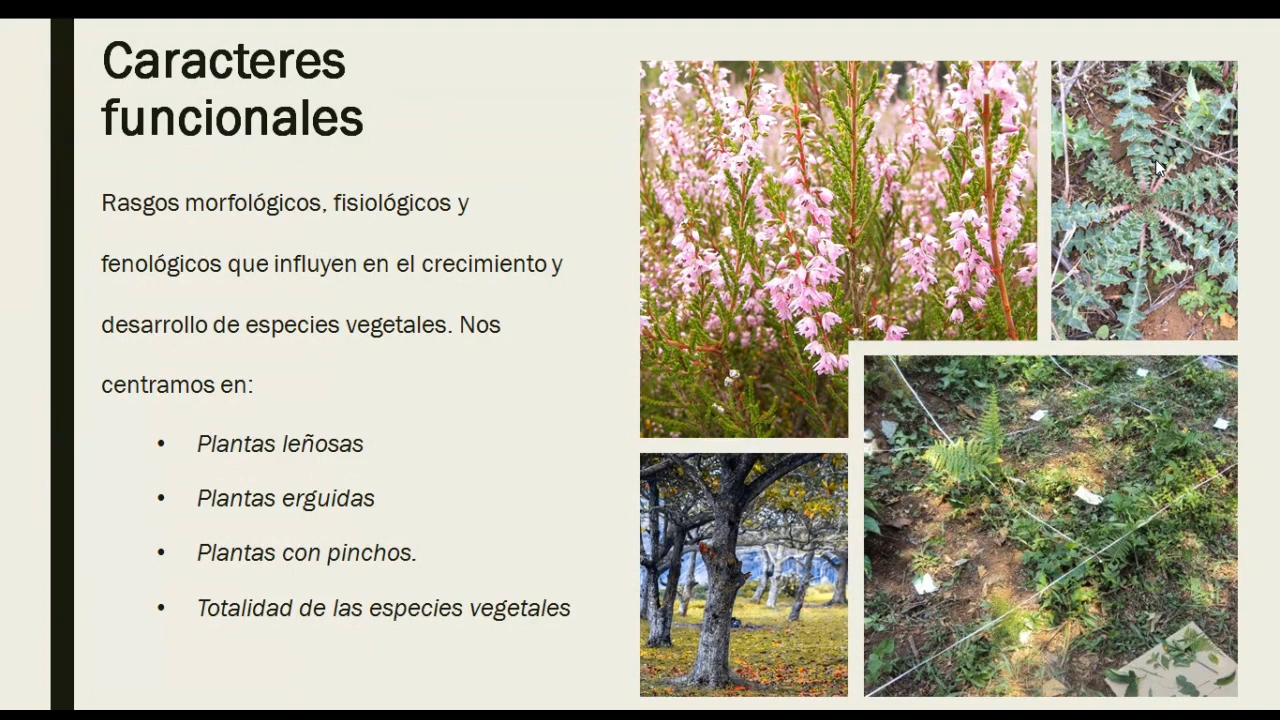 Caracteres
funcionales
Rasgos morfológicos, fisiológicos y
fenológicos que influyen en el crecimiento y
desarrollo de especies vegetales. Nos
centramos en:
• Plantas leñosas
• Plantas erguidas
• Plantas con pinchos.
• Totalidad de las especies vegetales